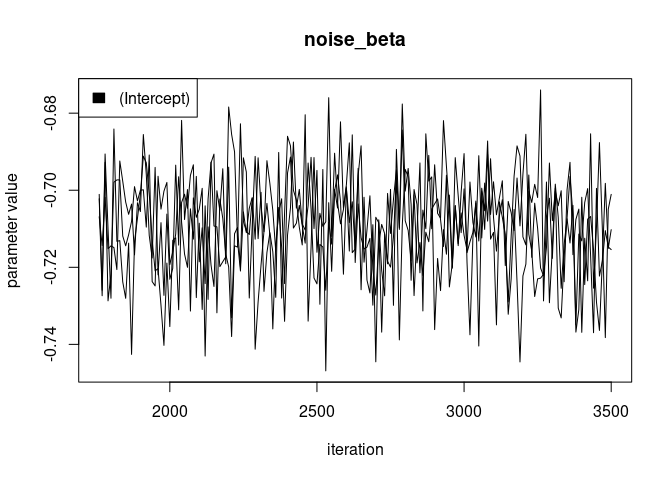 noise_beta
(Intercept)
parameter value
-0.68
-0.70
-0.72
-0.74
2000 2500 3000 3500
iteration